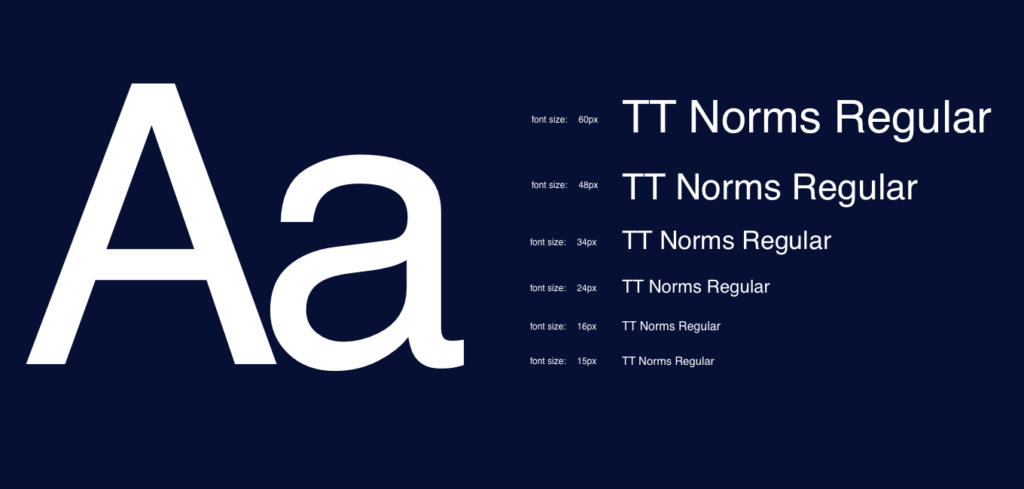 Aa
font size: 60px TT Norms Regular
font size: 48px TT Norms Regular
font size: 34px TT Norms Regular
font size: 24px TT Norms Regular
font size: 16px TT Norms Regular
font size: 15px TT Norms Regular